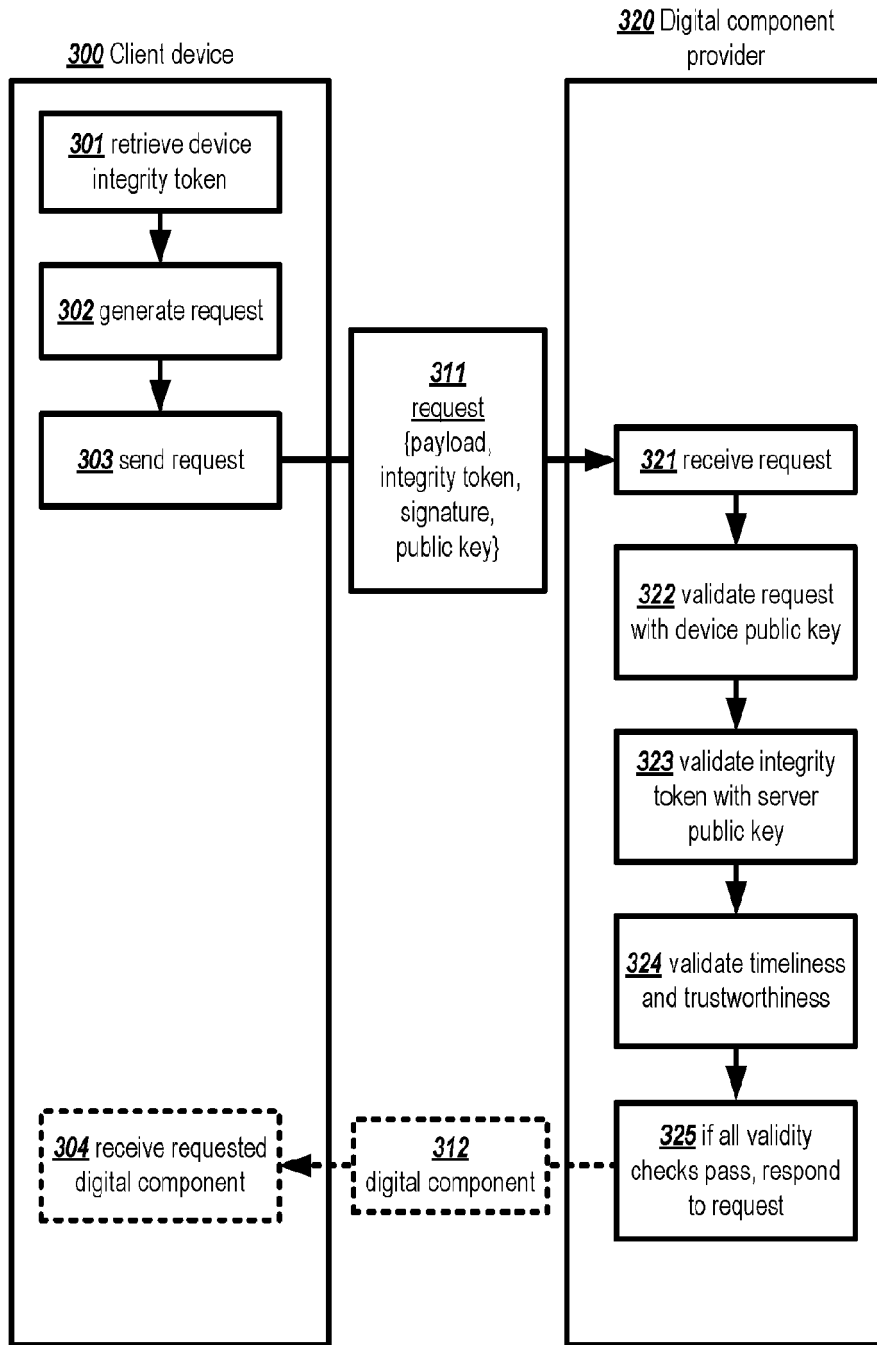 300 Client device
320 Digital component
provider
301 retrieve device
integrity token
302 generate request
303 send request
311
request
{payload,
integrity token,
signature,
public key}
321 receive request
322 validate request
with device public key
323 validate integrity
token with server
public key
324 validate timeliness
and trustworthiness
325 if all validity
checks pass, respond
to request
312
digital component
304 receive requested
digital component